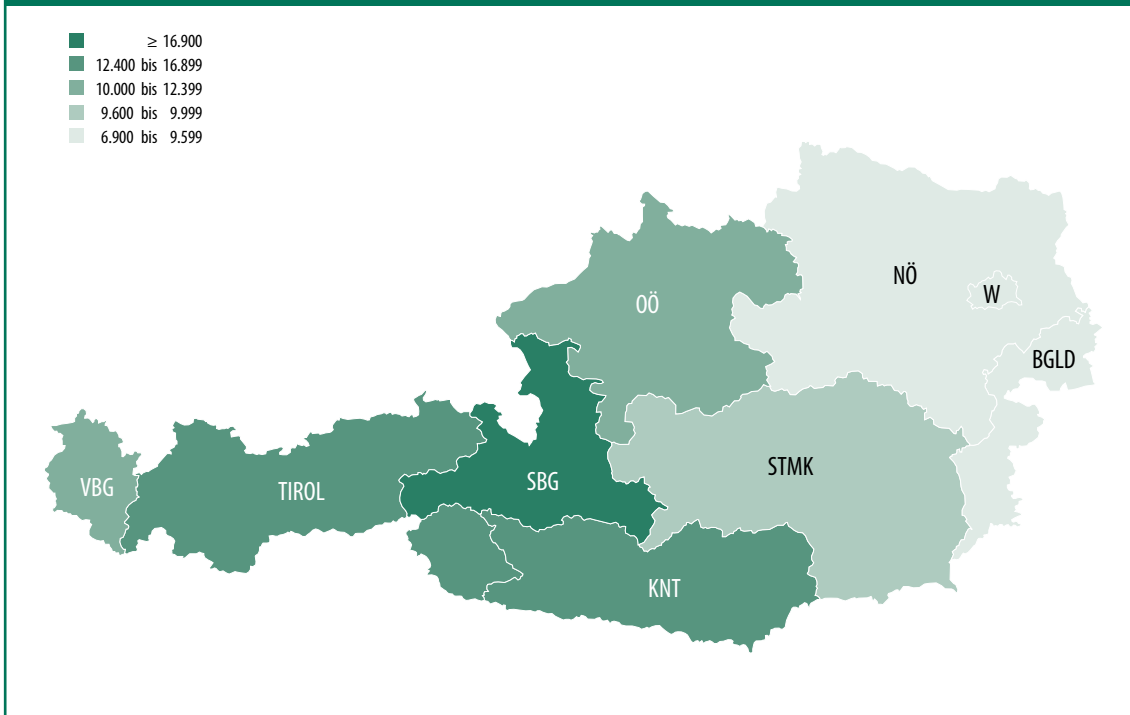 ≥ 16.900
12.400 bis 16.899
10.000 bis 12.399
9.600 bis 9.999
6.900 bis 9.599
NÖ
W
OÖ
BGLD
STMK
VBG
TIROL
SBG
KNT